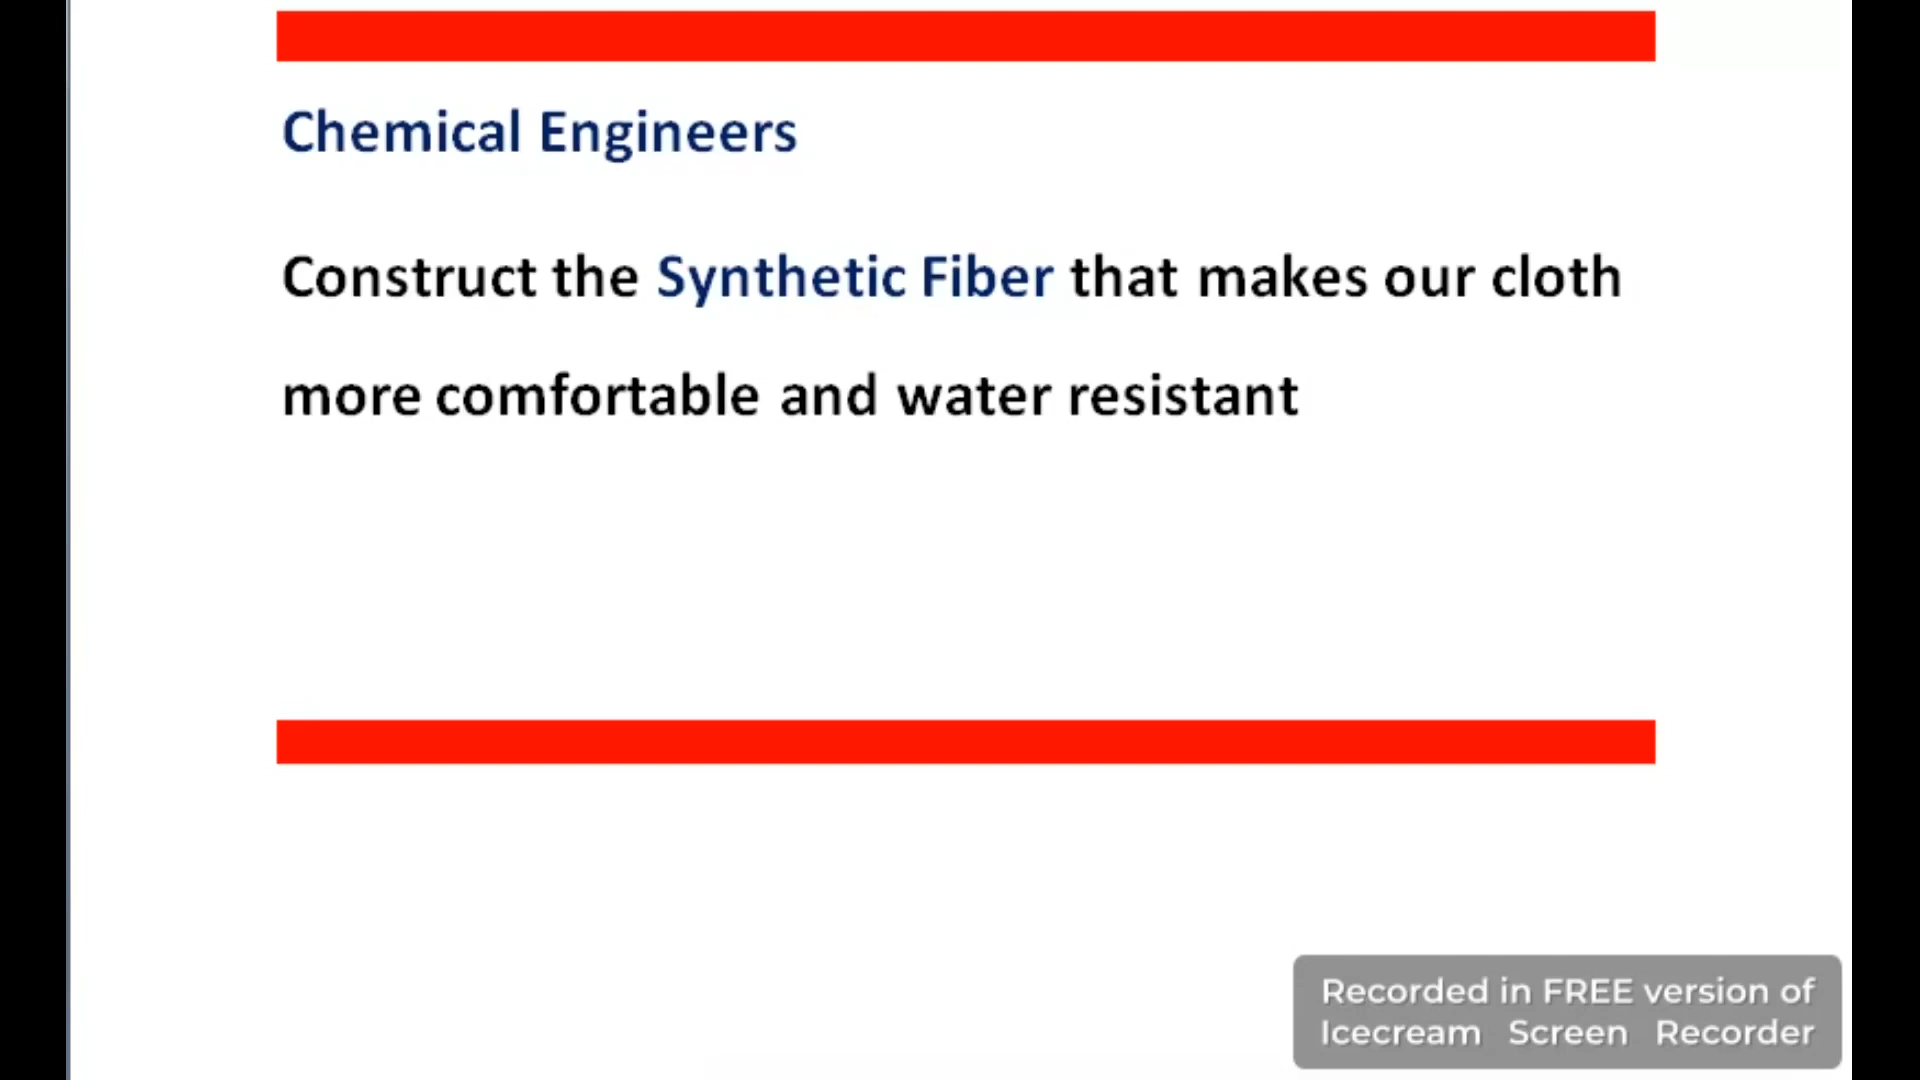 Chemical Engineers
Construct the Synthetic Fiber that makes our cloth
more comfortable and water resistant
Recorded in FREE version of
Icecream Screen Recorder